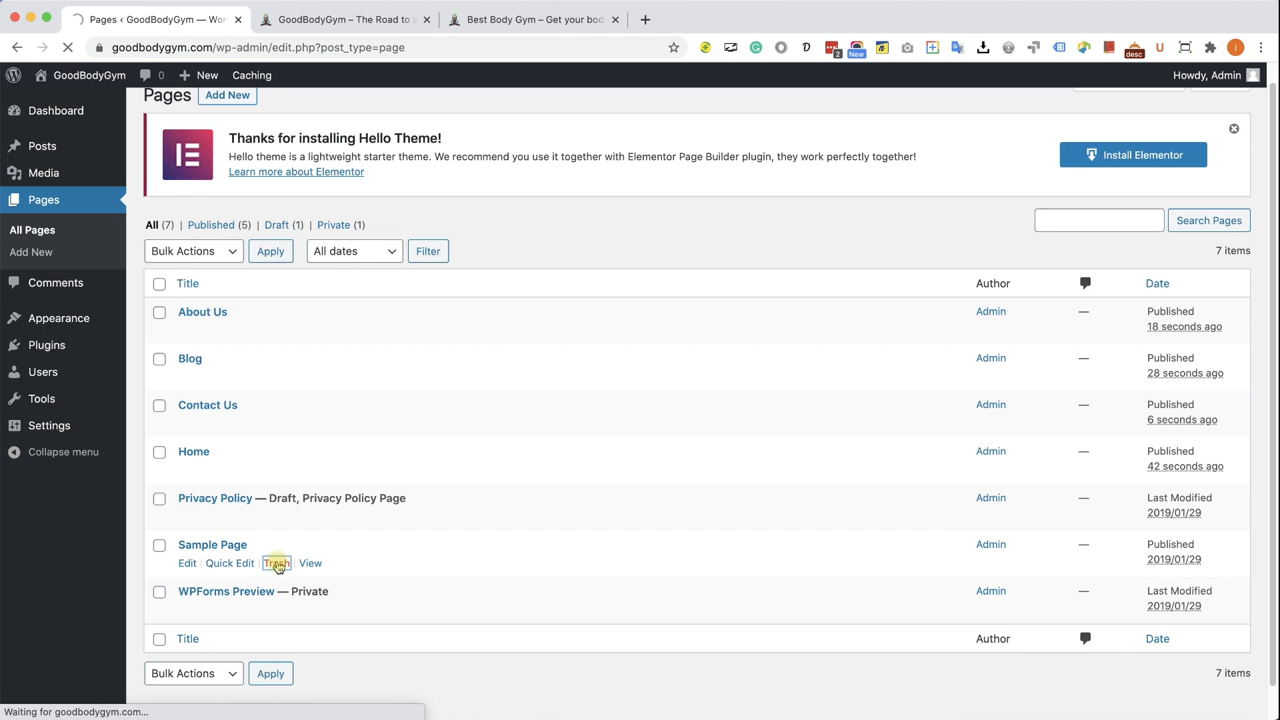 Pages ‹ GoodBodyGym — Wor
GoodBodyGym – The Road to a
Best Body Gym – Get your bod
goodbodygym.com/wp-admin/edit.php?post_type=page
2
New
desc
GoodBodyGym
0
New
Caching
Howdy, Admin
Dashboard
Posts
Media
Pages
All Pages
Add New
Comments
Appearance
Plugins
Users
Tools
Settings
Collapse menu
Pages
Add New
Thanks for installing Hello Theme!
Hello theme is a lightweight starter theme. We recommend you use it together with Elementor Page Builder plugin, they work perfectly together!
Learn more about Elementor
Install Elementor
All (7) | Published (5) | Draft (1) | Private (1)
Search Pages
Bulk Actions
Apply
All dates
Filter
7 items
Title Author Date
About Us Admin — Published
18 seconds ago
Blog Admin — Published
28 seconds ago
Contact Us Admin — Published
6 seconds ago
Home Admin — Published
42 seconds ago
Privacy Policy — Draft, Privacy Policy Page Admin — Last Modified
2019/01/29
Sample Page Admin — Published
2019/01/29
Edit | Quick Edit | Trash | View
WPForms Preview — Private Admin — Last Modified
2019/01/29
Title Author Date
Bulk Actions
Apply
7 items
Waiting for goodbodygym.com...